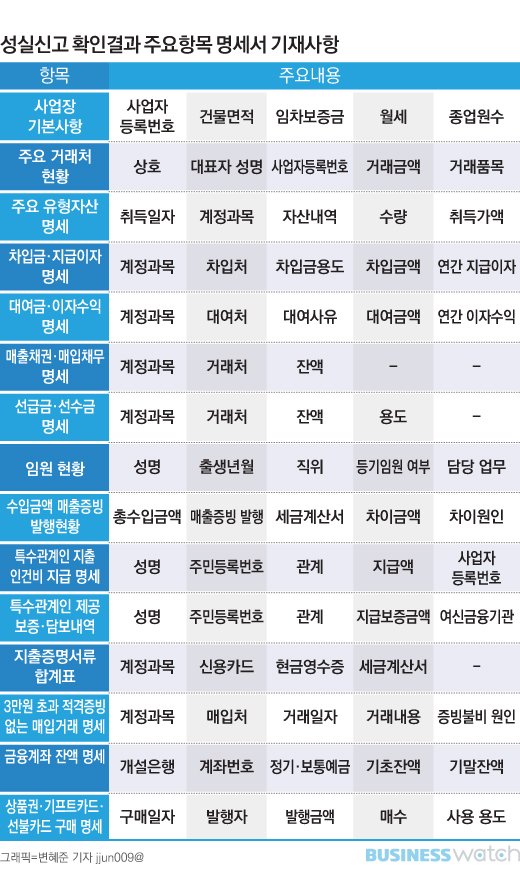 성실신고 확인결과 주요항목 명세서 기재사항
항목 주요내용
사업장
기본사항
사업자
등록번호
건물면적 임차보증금 월세 종업원수
주요 거래처
현황
상호 대표자 성명 사업자등록번호 거래금액 거래품목
주요 유형자산
명세
취득일자 계정과목 자산내역 수량 취득가액
차입금·지급이자
명세
계정과목 차입처 차입금용도 차입금액 연간 지급이자
대여금·이자수익
명세
계정과목 대여처 대여사유 대여금액 연간 이자수익
매출채권·매입채무
명세
계정과목 거래처 잔액 – –
선급금·선수금
명세
계정과목 거래처 잔액 용도 –
임원 현황 성명 출생년월 직위 등기임원 여부 담당 업무
수입금액 매출증빙
발행현황
총수입금액 매출증빙 발행 세금계산서 차이금액 차이원인
특수관계인 지출
인건비 지급 명세
성명 주민등록번호 관계 지급액
사업자
등록번호
특수관계인 제공
보증·담보내역
성명 주민등록번호 관계 지급보증금액 여신금융기관
지출증명서류
합계표
계정과목 신용카드 현금영수증 세금계산서 –
3만원 초과 적격증빙
없는 매입거래 명세
계정과목 매입처 거래일자 거래내용 증빙불비 원인
금융계좌 잔액 명세 개설은행 계좌번호 정기·보통예금 기초잔액 기말잔액
상품권·기프트카드·
선불카드 구매 명세
구매일자 발행자 발행금액 매수 사용 용도
그래픽=변혜준 기자 jjun009@
BUSINESS watch